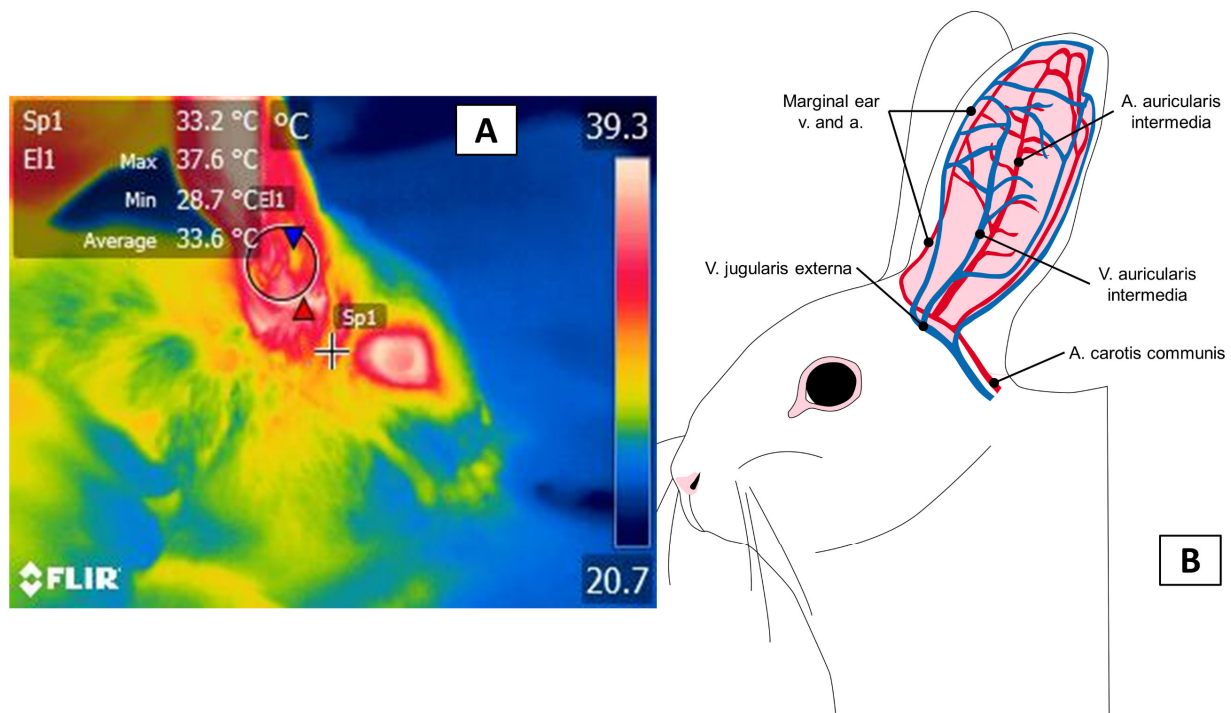 Sp1 33.2 °C
El1 Max 37.6 °C
Min 28.7 °C
Average 33.6 °C
°C
A
39.3
El1
Sp1
FLIR
20.7
Marginal ear
v. and a.
A. auricularis
intermedia
V. jugularis externa
V. auricularis
intermedia
A. carotis communis
B